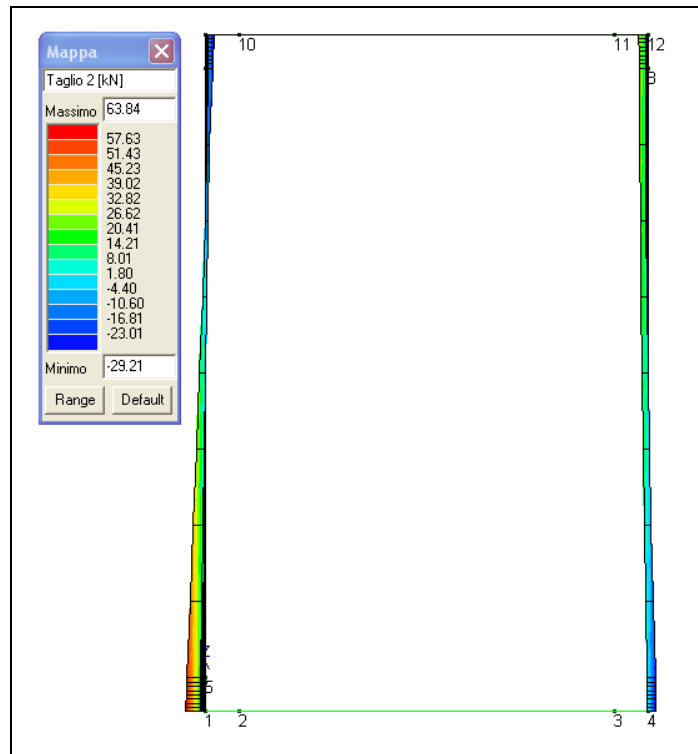 Mappa
Taglio 2 [kN]
Massimo 63.84
57.63
51.43
45.23
39.02
32.82
26.62
20.41
14.21
8.01
1.80
-4.40
-10.60
-16.81
-23.01
Minimo -29.21
Range Default
10 11 12
1 2 3 4